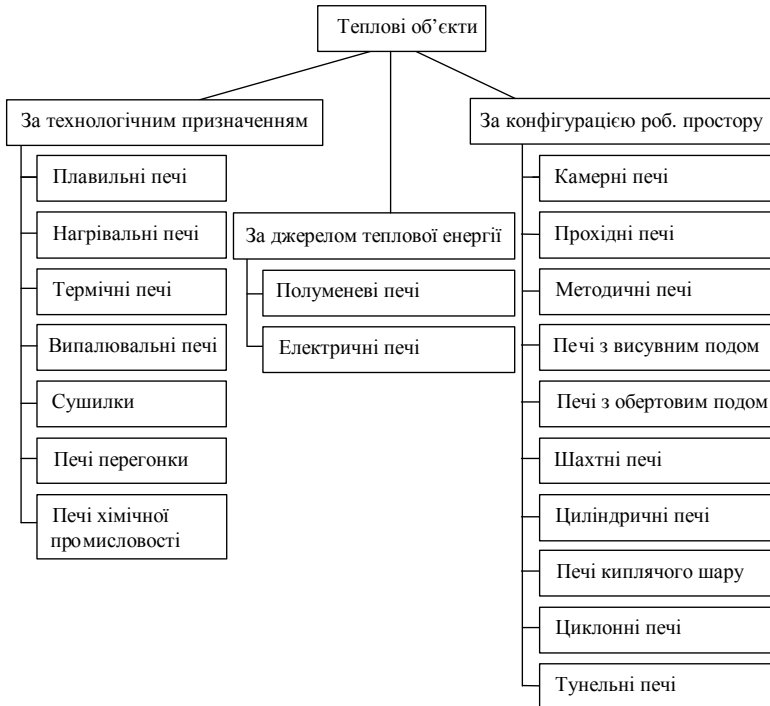 Теплові об’єкти
За технологічним призначенням
Плавильні печі
Нагрівальні печі
Термічні печі
Випалювальні печі
Сушилки
Печі перегонки
Печі хімічної
промисловості
За джерелом теплової енергії
Полуменеві печі
Електричні печі
За конфігурацією роб. простору
Камерні печі
Прохідні печі
Методичні печі
Печі з висувним подом
Печі з обертовим подом
Шахтні печі
Циліндричні печі
Печі киплячого шару
Циклонні печі
Тунельні печі